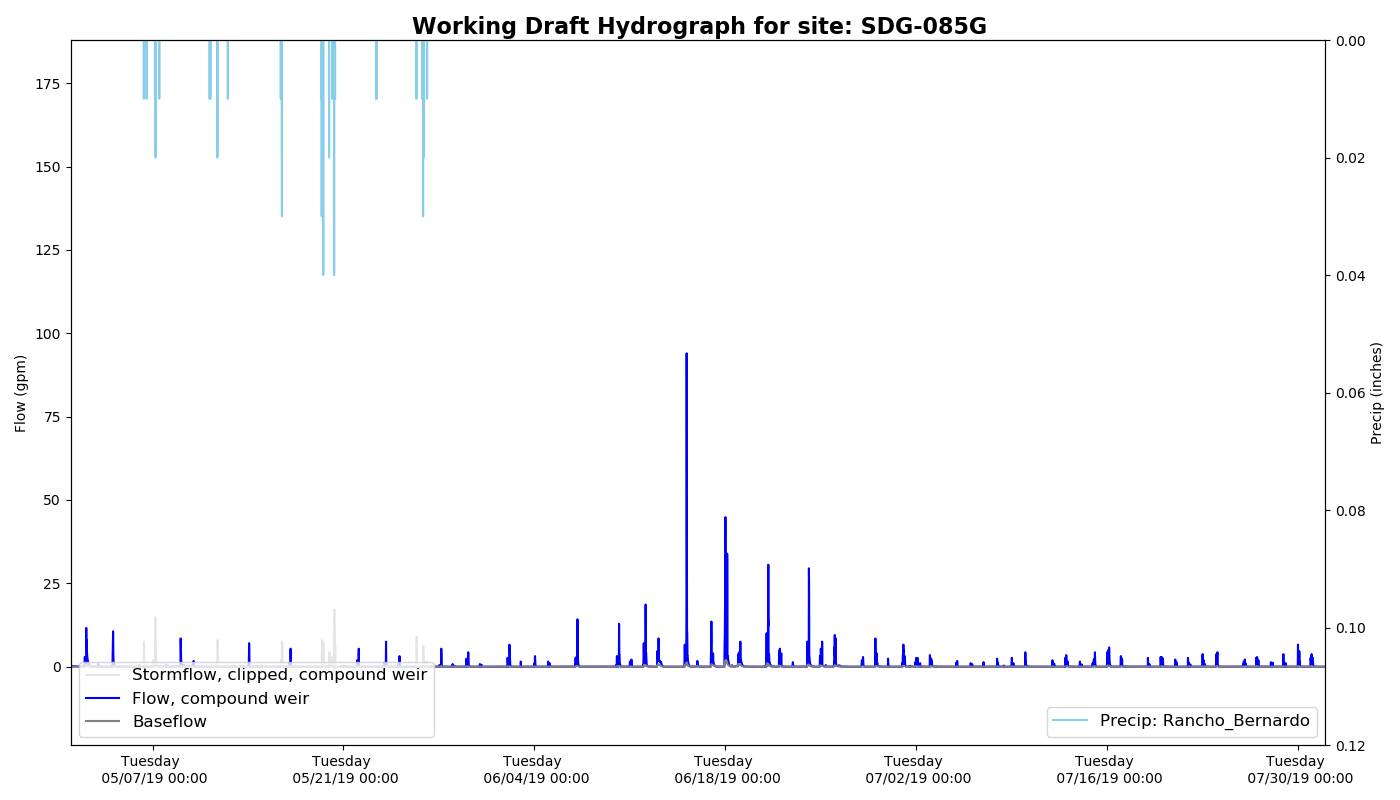 Working Draft Hydrograph for site: SDG-085G
175
150
125
100
75
50
25
0
Flow (gpm)
0.00
0.02
0.04
0.06
0.08
0.10
0.12
Precip (inches)
Stormflow, clipped, compound weir
Flow, compound weir
Baseflow
Precip: Rancho_Bernardo
Tuesday
05/07/19 00:00
Tuesday
05/21/19 00:00
Tuesday
06/04/19 00:00
Tuesday
06/18/19 00:00
Tuesday
07/02/19 00:00
Tuesday
07/16/19 00:00
Tuesday
07/30/19 00:00